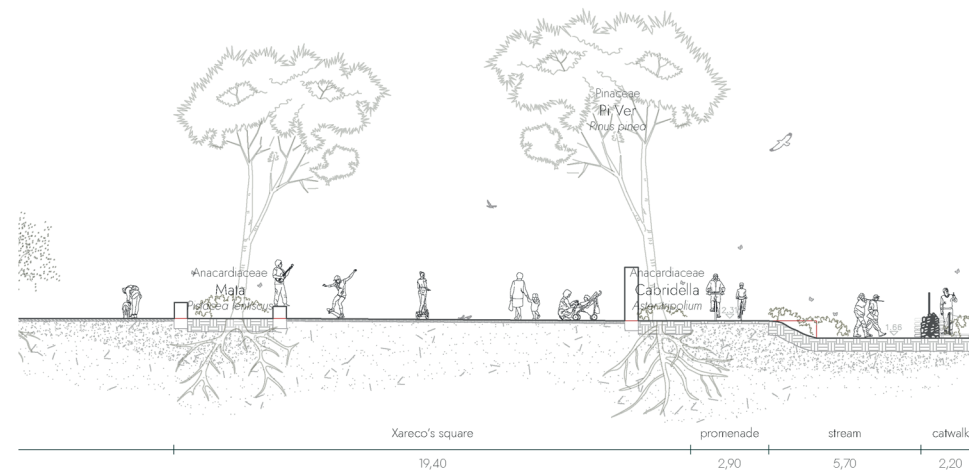 Pinaceae
Pi Ver
Pinus pinea
Anacardiaceae
Mata
Pistacea lentiscus
Anacardiaceae
Cabridella
Aster tripolium
1,88
Xareco's square
promenade
stream
catwalk
19,40
2,90
5,70
2,20